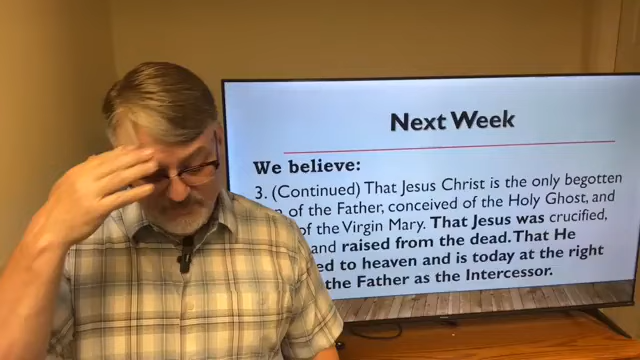 Next Week
We believe:
3. (Continued) That Jesus Christ is the only begotten
of the Father, conceived of the Holy Ghost, and
of the Virgin Mary. That Jesus was crucified,
and raised from the dead. That He
to heaven and is today at the right
the Father as the Intercessor.